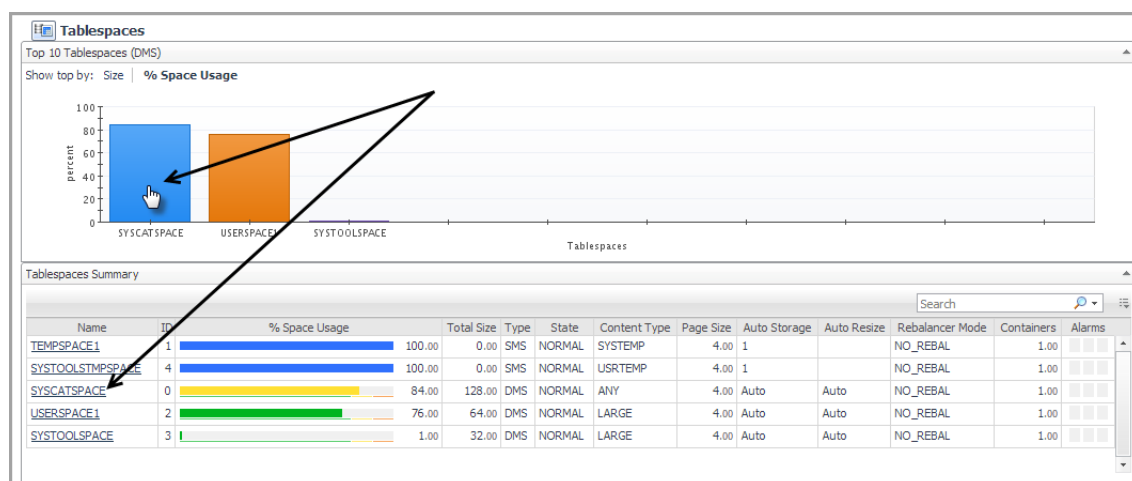 Tablespaces
Top 10 Tablespaces (DMS)
Show top by: Size % Space Usage
100
80
60
40
20
0
percent
SYSCATSPACE USERSPACE1 SYSTOOLSPACE
Tablespaces
Tablespaces Summary
Search
Name ID % Space Usage Total Size Type State Content Type Page Size Auto Storage Auto Resize Rebalancer Mode Containers Alarms
TEMPSPACE1 1 100.00 0.00 SMS NORMAL SYSTEMP 4.00 1 NO_REBAL 1.00
SYSTOOLSTMPSPACE 4 100.00 0.00 SMS NORMAL USRTEMP 4.00 1 NO_REBAL 1.00
SYSCATSPACE 0 84.00 128.00 DMS NORMAL ANY 4.00 Auto Auto NO_REBAL 1.00
USERSPACE1 2 76.00 64.00 DMS NORMAL LARGE 4.00 Auto Auto NO_REBAL 1.00
SYSTOOLSPACE 3 1.00 32.00 DMS NORMAL LARGE 4.00 Auto Auto NO_REBAL 1.00